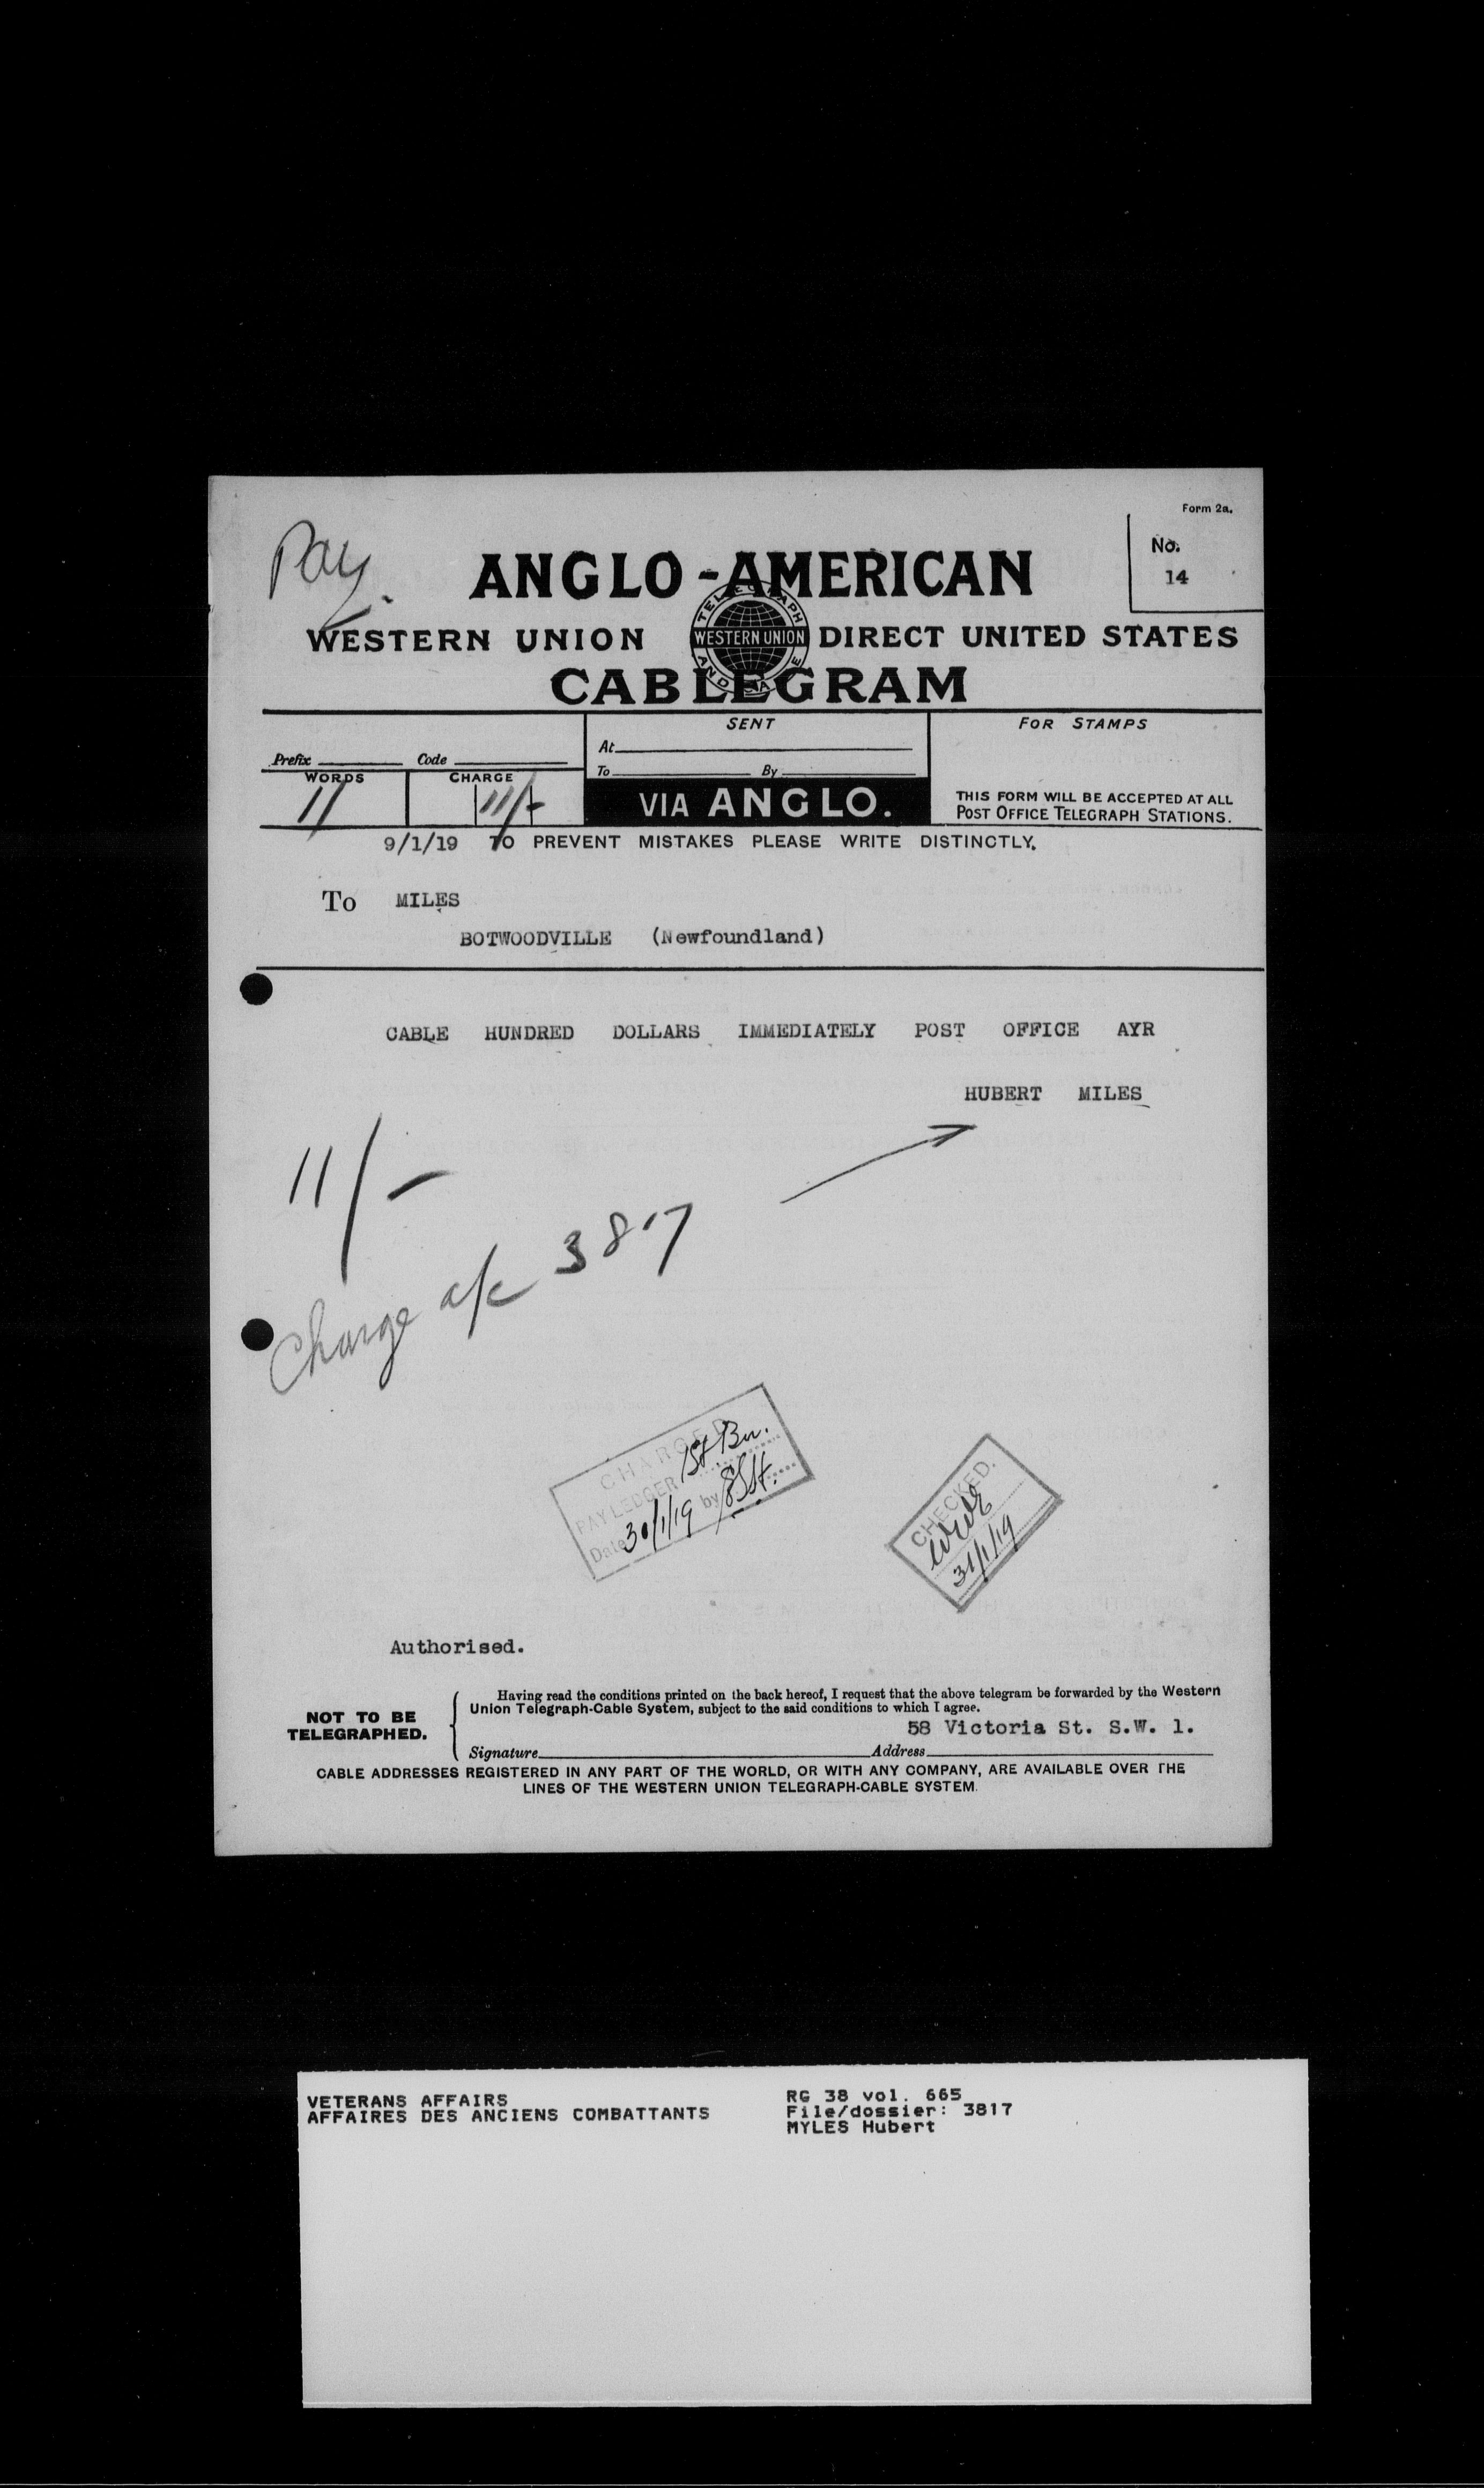 Form 2a.
Pay.
No.
14
ANGLO-AMERICAN
TELEGRAPH AND CABLE
WESTERN UNION WESTERN UNION DIRECT UNITED STATES
CABLEGRAM
SENT
FOR STAMPS
At
Prefix Code
To By
WORDS CHARGE
11 11/-
VIA ANGLO.
THIS FORM WILL BE ACCEPTED AT ALL
POST OFFICE TELEGRAPH STATIONS.
9/1/19 TO PREVENT MISTAKES PLEASE WRITE DISTINCTLY.
To MILES
BOTWOODVILLE (Newfoundland)
CABLE HUNDRED DOLLARS IMMEDIATELY POST OFFICE AYR
HUBERT MILES
11/-
Charge a/c 3817
CHARGED
PAY LEDGER 1st Bn.
Date 30/1/19 by
CHECKED.
31/1/19
Authorised.
Having read the conditions printed on the back hereof, I request that the above telegram be forwarded by the Western
Union Telegraph-Cable System, subject to the said conditions to which I agree.
NOT TO BE
TELEGRAPHED.
58 Victoria St. S.W. 1.
Signature Address
CABLE ADDRESSES REGISTERED IN ANY PART OF THE WORLD, OR WITH ANY COMPANY, ARE AVAILABLE OVER THE
LINES OF THE WESTERN UNION TELEGRAPH-CABLE SYSTEM.
VETERANS AFFAIRS
AFFAIRES DES ANCIENS COMBATTANTS
RG 38 vol. 665
File/dossier: 3817
MYLES Hubert